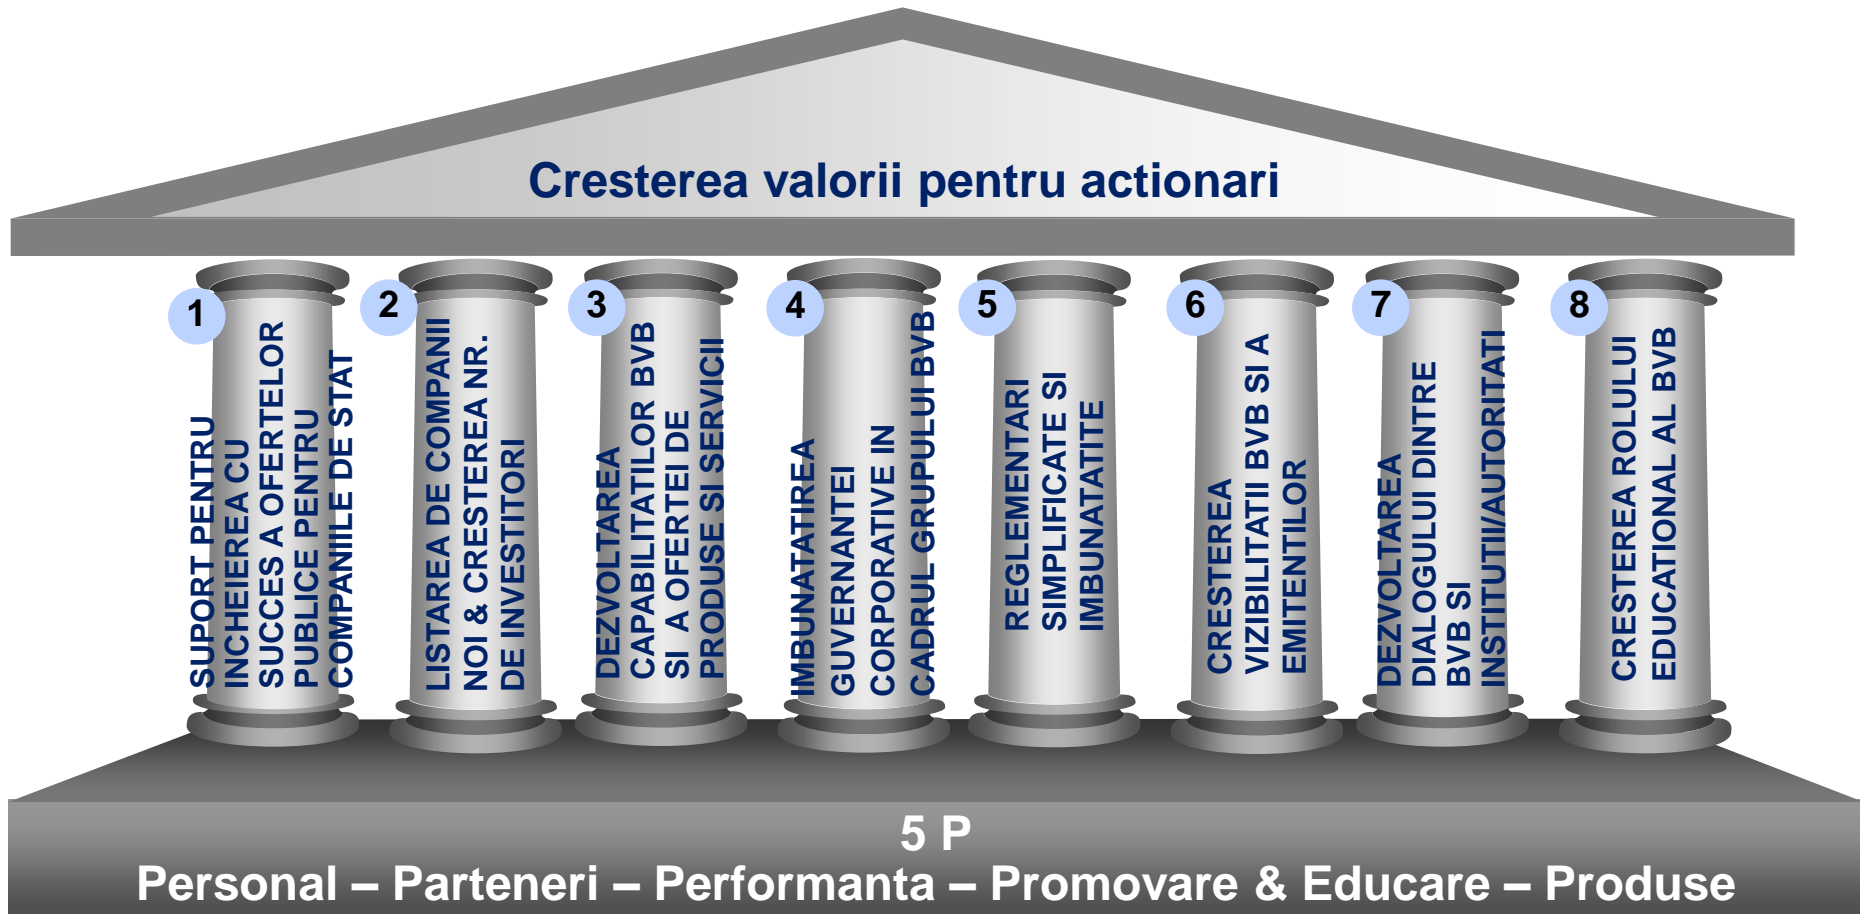 Cresterea valorii pentru actionari
1
SUPORT PENTRU
INCHEIEREA CU
SUCCES A OFERTELOR
PUBLICE PENTRU
COMPANIILE DE STAT
2
LISTAREA DE COMPANII
NOI & CRESTEREA NR.
DE INVESTITORI
3
DEZVOLTAREA
CAPABILITATILOR BVB
SI A OFERTEI DE
PRODUSE SI SERVICII
4
IMBUNATATIREA
GUVERNANTEI
CORPORATIVE IN
CADRUL GRUPULUI BVB
5
REGLEMENTARI
SIMPLIFICATE SI
IMBUNATATITE
6
CRESTEREA
VIZIBILITATII BVB SI A
EMITENTILOR
7
DEZVOLTAREA
DIALOGULUI DINTRE
BVB SI
INSTITUTII/AUTORITATI
8
CRESTEREA ROLULUI
EDUCATIONAL AL BVB
5 P
Personal – Parteneri – Performanta – Promovare & Educare – Produse